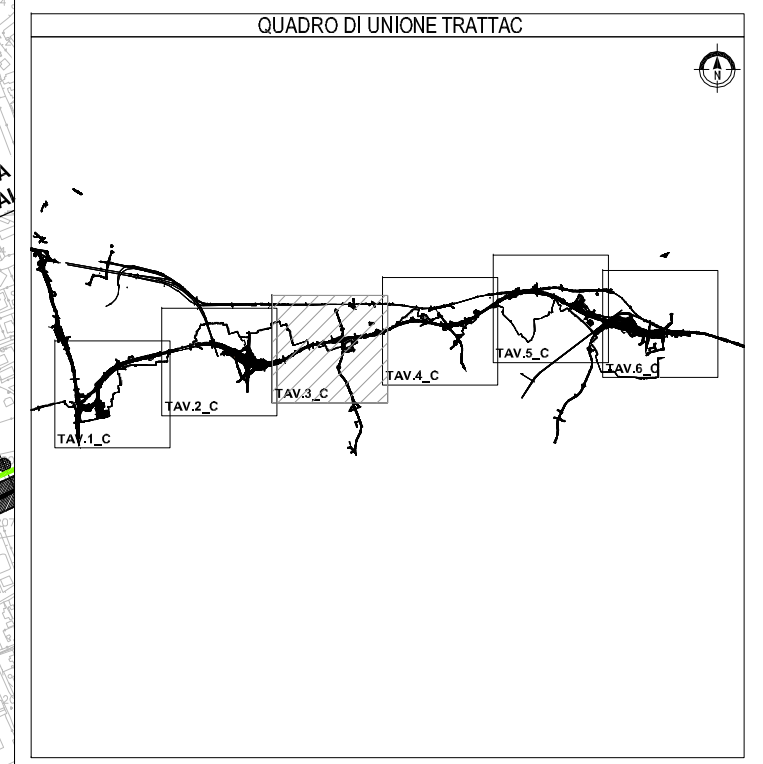 QUADRO DI UNIONE TRATTAC
N
TAV.1_C
TAV.2_C
TAV.3_C
TAV.4_C
TAV.5_C
TAV.6_C